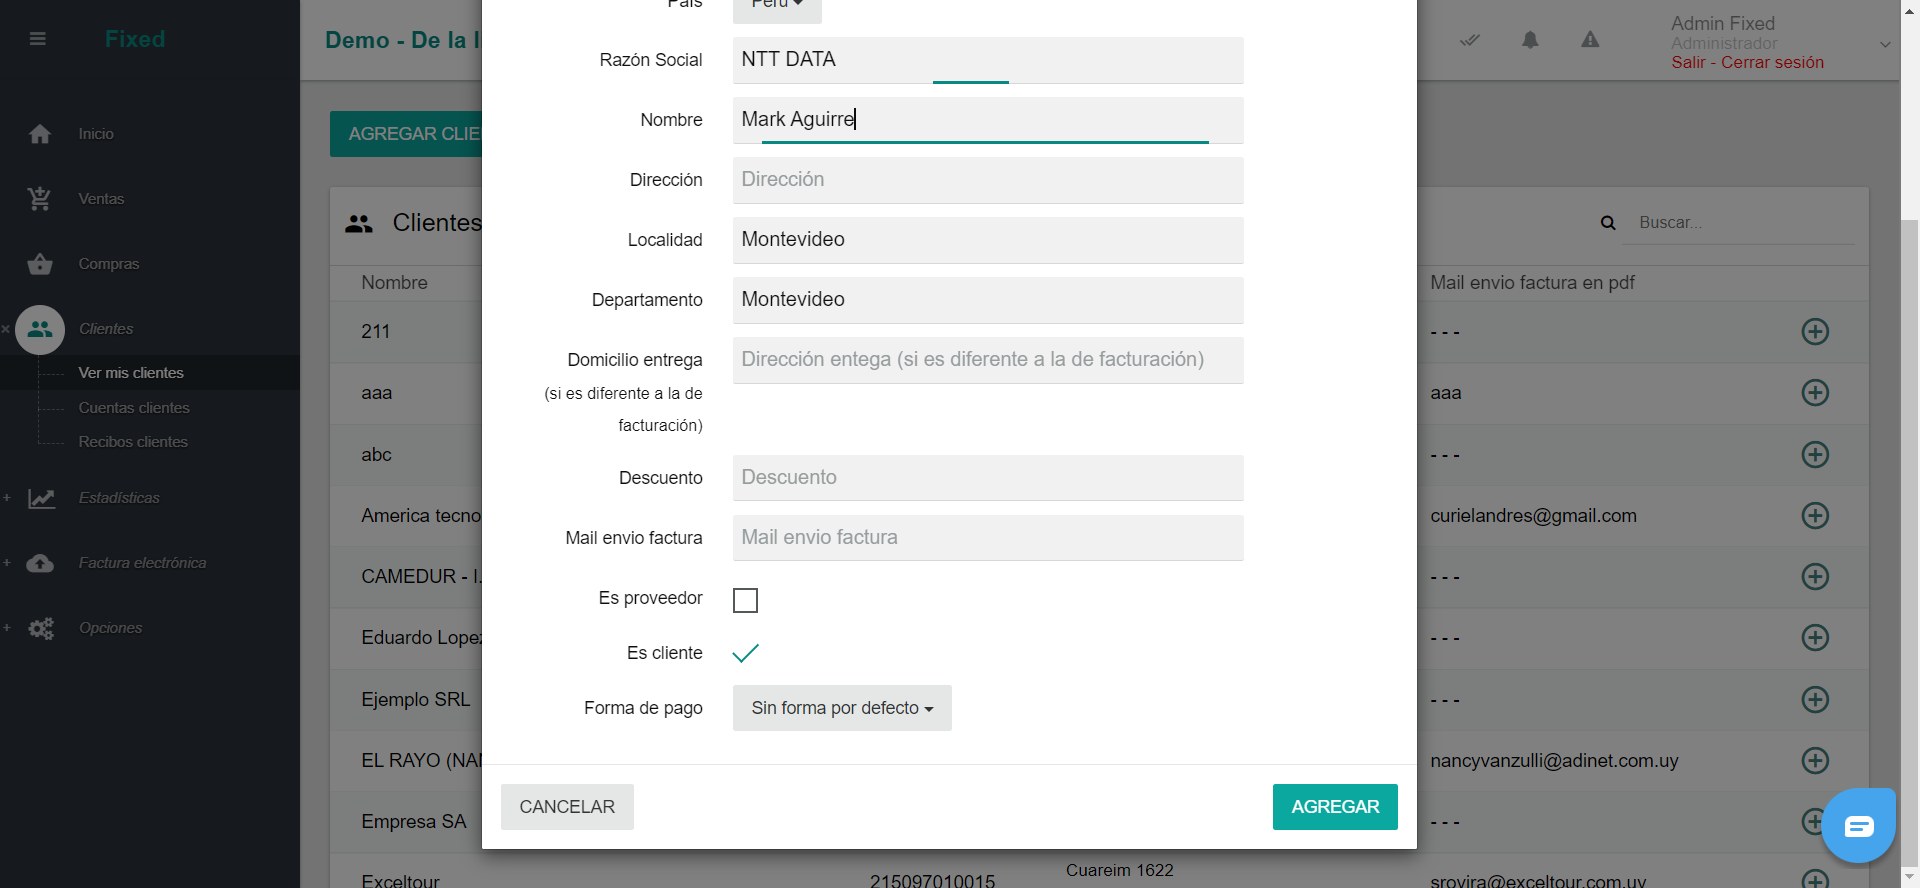 Fixed
Inicio
Ventas
Compras
Clientes
Ver mis clientes
Cuentas clientes
Recibos clientes
Estadísticas
Factura electrónica
Opciones
Demo - De la
Admin Fixed
Administrador
Salir - Cerrar sesión
AGREGAR CLIE
Clientes
Buscar...
Nombre
Mail envio factura en pdf
211
- - -
aaa
aaa
abc
- - -
America tecno
curielandres@gmail.com
CAMEDUR - I.
- - -
Eduardo Lopez
- - -
Ejemplo SRL
- - -
EL RAYO (NAN
nancyvanzulli@adinet.com.uy
Empresa SA
- - -
Exceltour
215097010015
Cuareim 1622
srovira@exceltour.com.uy
País
Perú
Razón Social
NTT DATA
Nombre
Mark Aguirre
Dirección
Dirección
Localidad
Montevideo
Departamento
Montevideo
Domicilio entrega
(si es diferente a la de
facturación)
Dirección entega (si es diferente a la de facturación)
Descuento
Descuento
Mail envio factura
Mail envio factura
Es proveedor
Es cliente
Forma de pago
Sin forma por defecto
CANCELAR
AGREGAR